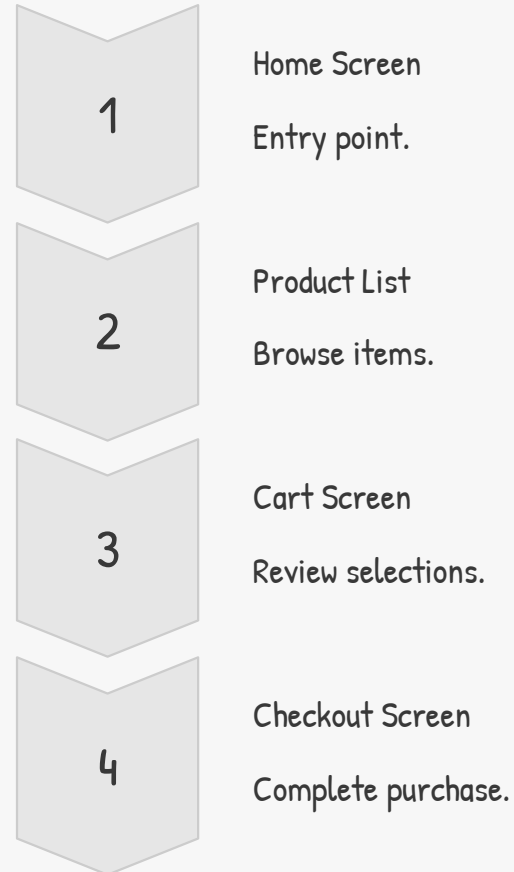 1
Home Screen
Entry point.
2
Product List
Browse items.
3
Cart Screen
Review selections.
4
Checkout Screen
Complete purchase.